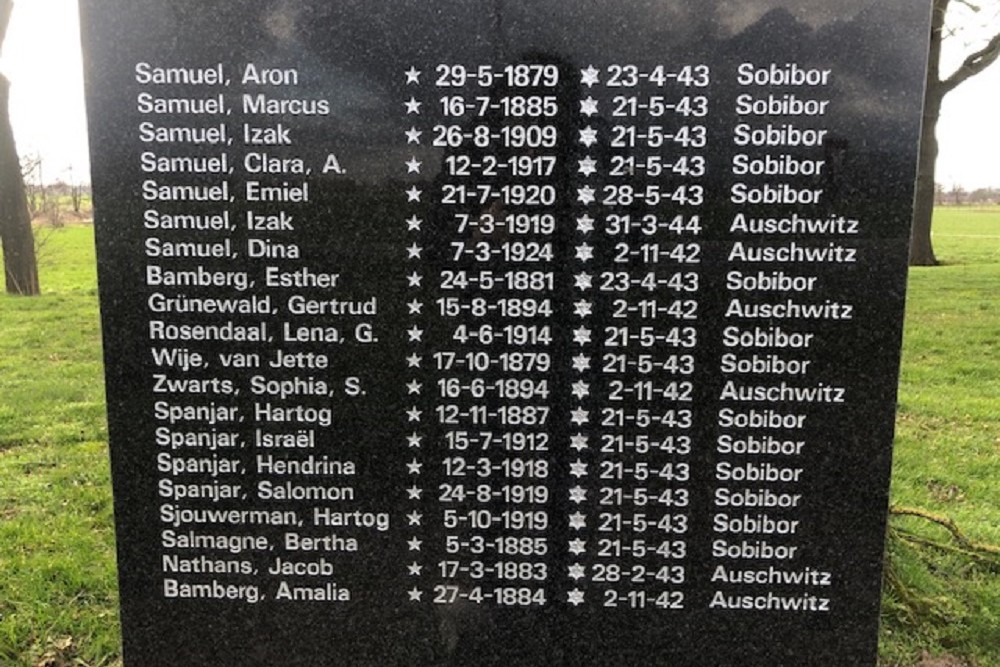 Samuel, Aron ★ 29-5-1879 ✡ 23-4-43 Sobibor
Samuel, Marcus ★ 16-7-1885 ✡ 21-5-43 Sobibor
Samuel, Izak ★ 26-8-1909 ✡ 21-5-43 Sobibor
Samuel, Clara, A. ★ 12-2-1917 ✡ 21-5-43 Sobibor
Samuel, Emiel ★ 21-7-1920 ✡ 28-5-43 Sobibor
Samuel, Izak ★ 7-3-1919 ✡ 31-3-44 Auschwitz
Samuel, Dina ★ 7-3-1924 ✡ 2-11-42 Auschwitz
Bamberg, Esther ★ 24-5-1881 ✡ 23-4-43 Sobibor
Grünewald, Gertrud ★ 15-8-1894 ✡ 2-11-42 Auschwitz
Rosendaal, Lena, G. ★ 4-6-1914 ✡ 21-5-43 Sobibor
Wije, van Jette ★ 17-10-1879 ✡ 21-5-43 Sobibor
Zwarts, Sophia, S. ★ 16-6-1894 ✡ 2-11-42 Auschwitz
Spanjar, Hartog ★ 12-11-1887 ✡ 21-5-43 Sobibor
Spanjar, Israël ★ 15-7-1912 ✡ 21-5-43 Sobibor
Spanjar, Hendrina ★ 12-3-1918 ✡ 21-5-43 Sobibor
Spanjar, Salomon ★ 24-8-1919 ✡ 21-5-43 Sobibor
Sjouwerman, Hartog ★ 5-10-1919 ✡ 21-5-43 Sobibor
Salmagne, Bertha ★ 5-3-1885 ✡ 21-5-43 Sobibor
Nathans, Jacob ★ 17-3-1883 ✡ 28-2-43 Auschwitz
Bamberg, Amalia ★ 27-4-1884 ✡ 2-11-42 Auschwitz